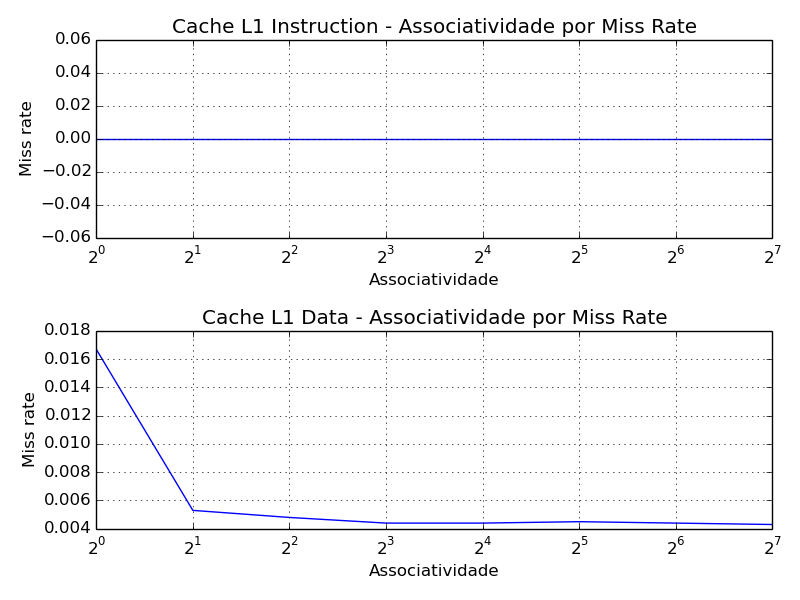 Cache L1 Instruction - Associatividade por Miss Rate
0.06
0.04
0.02
0.00
−0.02
−0.04
−0.06
Miss rate
2^0 2^1 2^2 2^3 2^4 2^5 2^6 2^7
Associatividade
Cache L1 Data - Associatividade por Miss Rate
0.018
0.016
0.014
0.012
0.010
0.008
0.006
0.004
Miss rate
2^0 2^1 2^2 2^3 2^4 2^5 2^6 2^7
Associatividade